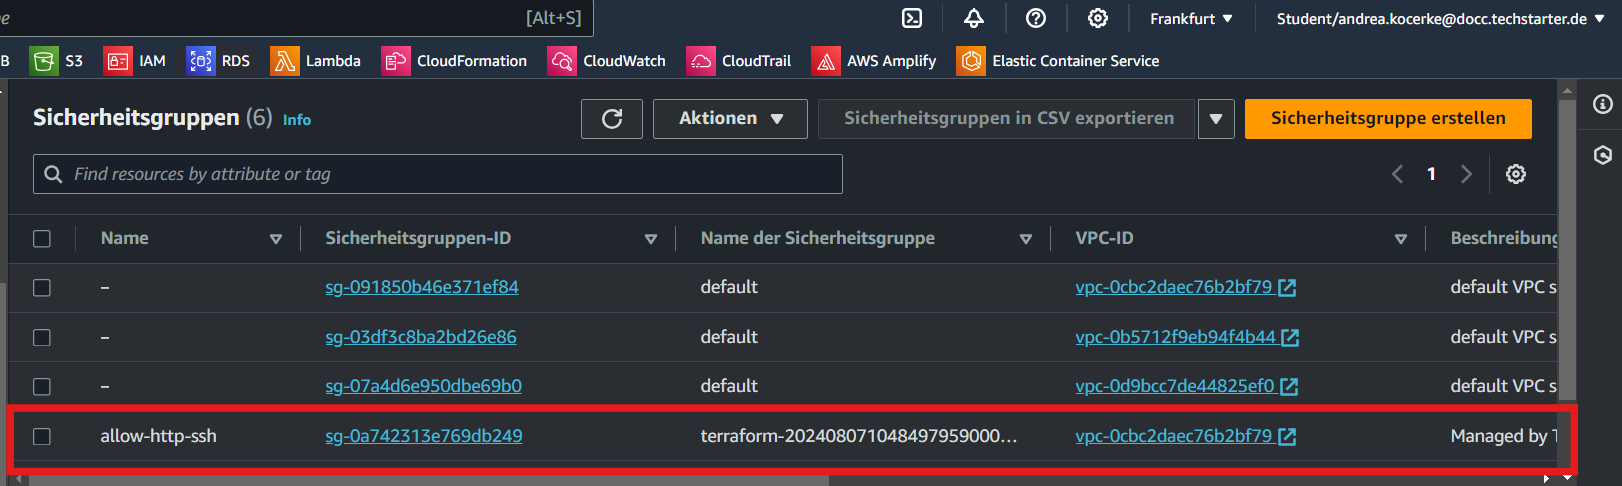 [Alt+S]
Frankfurt ▼
Student/andrea.kocerke@docc.techstarter.de ▼
B
S3
IAM
RDS
Lambda
CloudFormation
CloudWatch
CloudTrail
AWS Amplify
Elastic Container Service
Sicherheitsgruppen (6) Info
Aktionen ▼
Sicherheitsgruppen in CSV exportieren
Sicherheitsgruppe erstellen
Find resources by attribute or tag
1
Name
Sicherheitsgruppen-ID
Name der Sicherheitsgruppe
VPC-ID
Beschreibung
– sg-091850b46e371ef84 default vpc-0cbc2daec76b2bf79 default VPC s
– sg-03df3c8ba2bd26e86 default vpc-0b5712f9eb94f4b44 default VPC s
– sg-07a4d6e950dbe69b0 default vpc-0d9bcc7de44825ef0 default VPC s
allow-http-ssh sg-0a742313e769db249 terraform-202408071048497959000... vpc-0cbc2daec76b2bf79 Managed by T